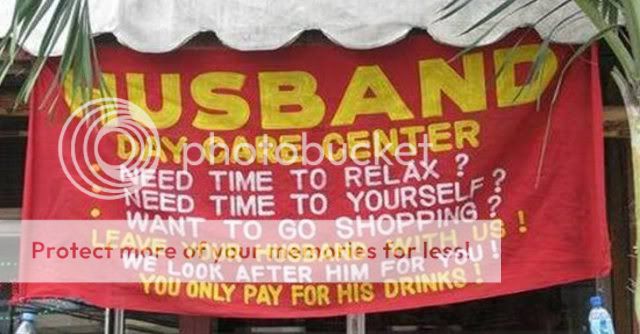 HUSBAND
DAY CARE CENTER
• NEED TIME TO RELAX ?
NEED TIME TO YOURSELF ?
• WANT TO GO SHOPPING ?
LEAVE YOUR HUSBAND WITH US !
WE LOOK AFTER HIM FOR YOU !
YOU ONLY PAY FOR HIS DRINKS !
photobucket
Protect more of your memories for less!